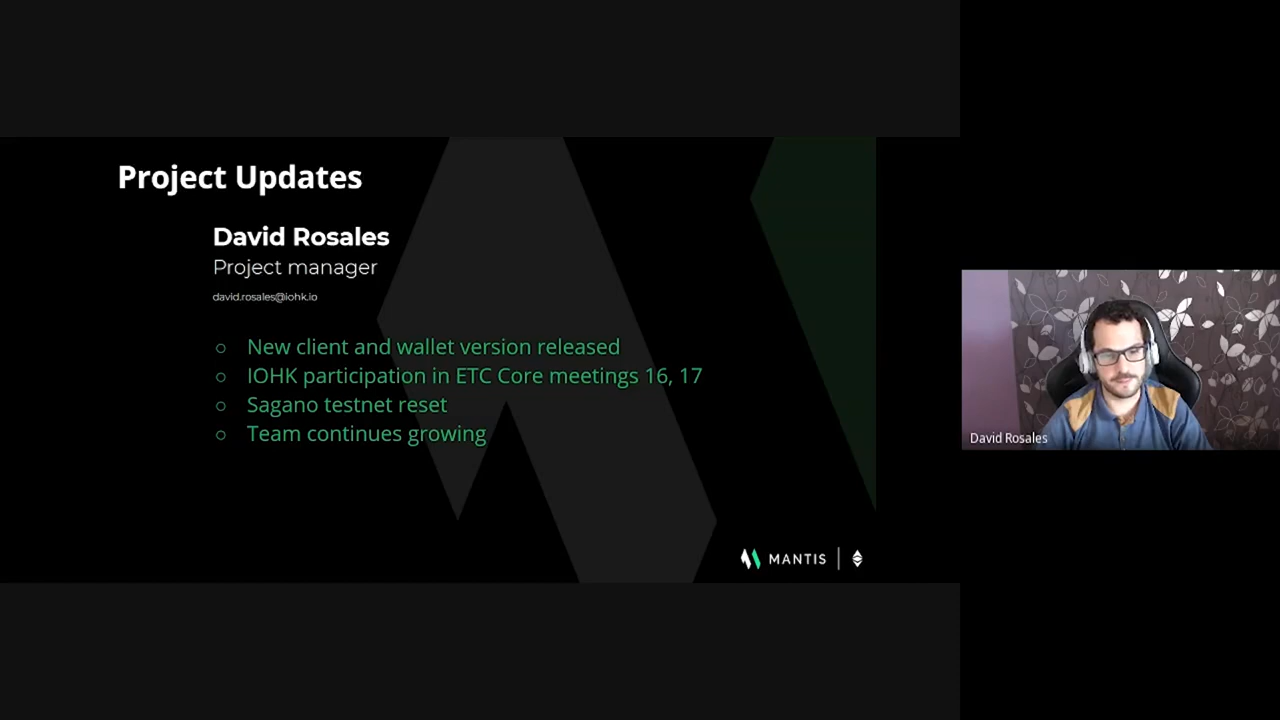 Project Updates
David Rosales
Project manager
david.rosales@iohk.io
○ New client and wallet version released
○ IOHK participation in ETC Core meetings 16, 17
○ Sagano testnet reset
○ Team continues growing
David Rosales
MANTIS